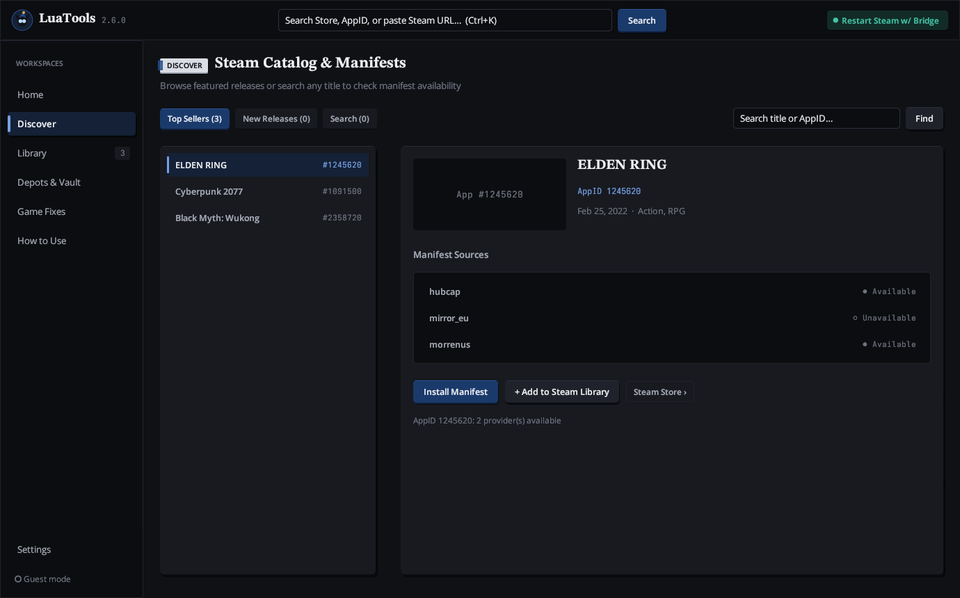 LuaTools 2.6.0
Search Store, AppID, or paste Steam URL... (Ctrl+K)
Search
Restart Steam w/ Bridge
WORKSPACES
Home
Discover
Library 3
Depots & Vault
Game Fixes
How to Use
Settings
Guest mode
DISCOVER Steam Catalog & Manifests
Browse featured releases or search any title to check manifest availability
Top Sellers (3) New Releases (0) Search (0)
Search title or AppID...
Find
ELDEN RING #1245620
Cyberpunk 2077 #1091500
Black Myth: Wukong #2358720
App #1245620
ELDEN RING
AppID 1245620
Feb 25, 2022 · Action, RPG
Manifest Sources
hubcap ● Available
mirror_eu ○ Unavailable
morrenus ● Available
Install Manifest + Add to Steam Library Steam Store ›
AppID 1245620: 2 provider(s) available